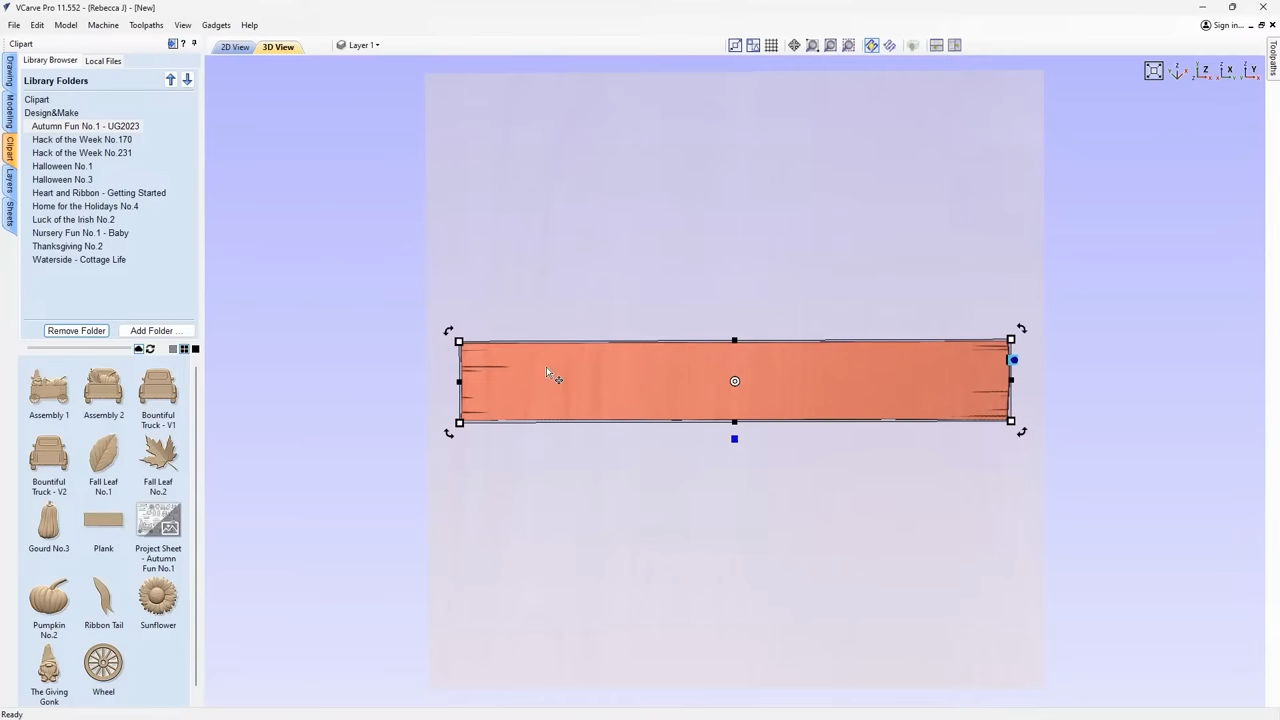 VCarve Pro 11.552 - {Rebecca J} - [New]
File Edit Model Machine Toolpaths View Gadgets Help
Sign in...
Clipart
2D View 3D View Layer 1
Library Browser Local Files
Library Folders
Clipart
Design&Make
Autumn Fun No.1 - UG2023
Hack of the Week No.170
Hack of the Week No.231
Halloween No.1
Halloween No.3
Heart and Ribbon - Getting Started
Home for the Holidays No.4
Luck of the Irish No.2
Nursery Fun No.1 - Baby
Thanksgiving No.2
Waterside - Cottage Life
Drawing
Modeling
Clipart
Layers
Sheets
Toolpaths
Remove Folder Add Folder ...
Assembly 1
Assembly 2
Bountiful
Truck - V1
Bountiful
Truck - V2
Fall Leaf
No.1
Fall Leaf
No.2
Gourd No.3
Plank
Project Sheet
- Autumn
Fun No.1
Pumpkin
No.2
Ribbon Tail
Sunflower
The Giving
Gonk
Wheel
Ready